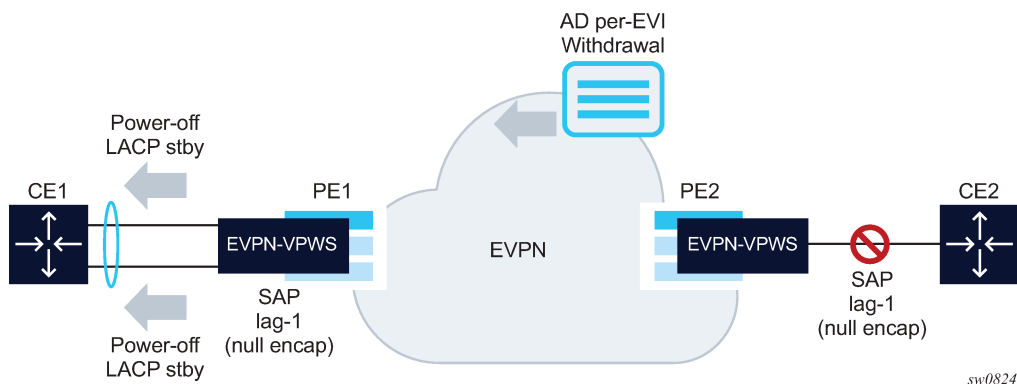 AD per-EVI
Withdrawal
Power-off
LACP stby
CE1
PE1
PE2
CE2
EVPN-VPWS
EVPN
EVPN-VPWS
SAP
lag-1
(null encap)
SAP
lag-1
(null encap)
Power-off
LACP stby
sw0824